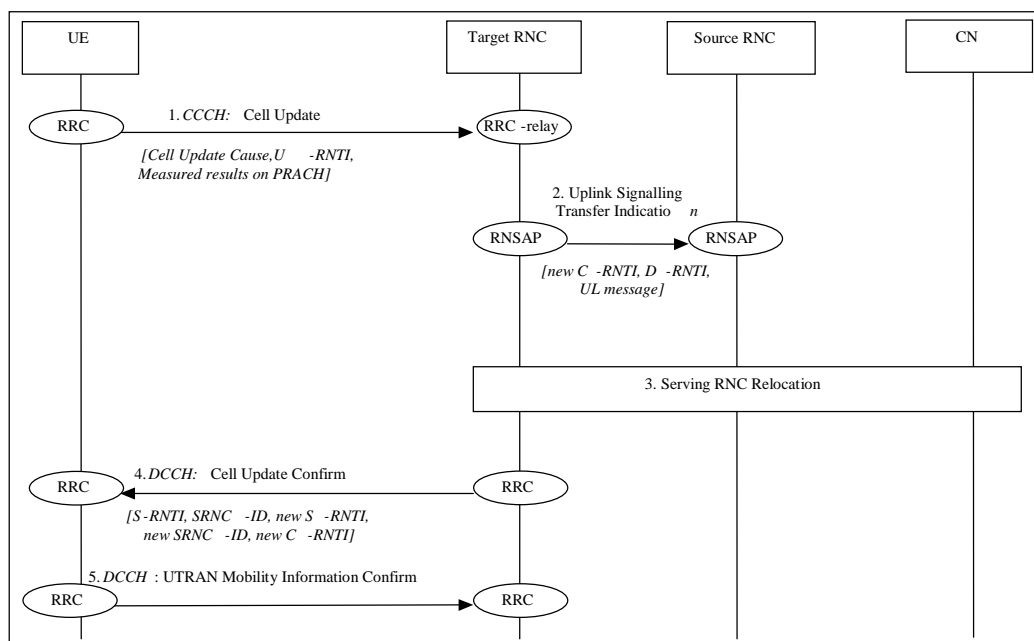 UE
Target RNC
Source RNC
CN
1. CCCH: Cell Update
RRC
RRC -relay
[Cell Update Cause,U -RNTI,
Measured results on PRACH]
2. Uplink Signalling
Transfer Indicatio n
RNSAP
RNSAP
[new C -RNTI, D -RNTI,
UL message]
3. Serving RNC Relocation
4. DCCH: Cell Update Confirm
RRC
RRC
[S-RNTI, SRNC -ID, new S -RNTI,
new SRNC -ID, new C -RNTI]
5. DCCH : UTRAN Mobility Information Confirm
RRC
RRC